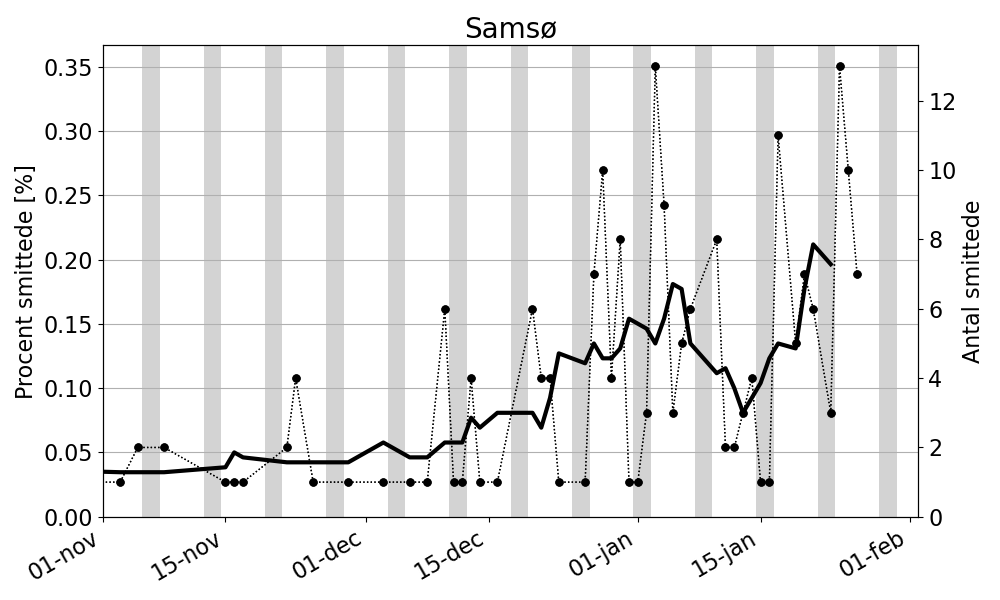 Samsø
Procent smittede [%]
0.35
0.30
0.25
0.20
0.15
0.10
0.05
0.00
12
10
8
6
4
2
0
Antal smittede
01-nov
15-nov
01-dec
15-dec
01-jan
15-jan
01-feb